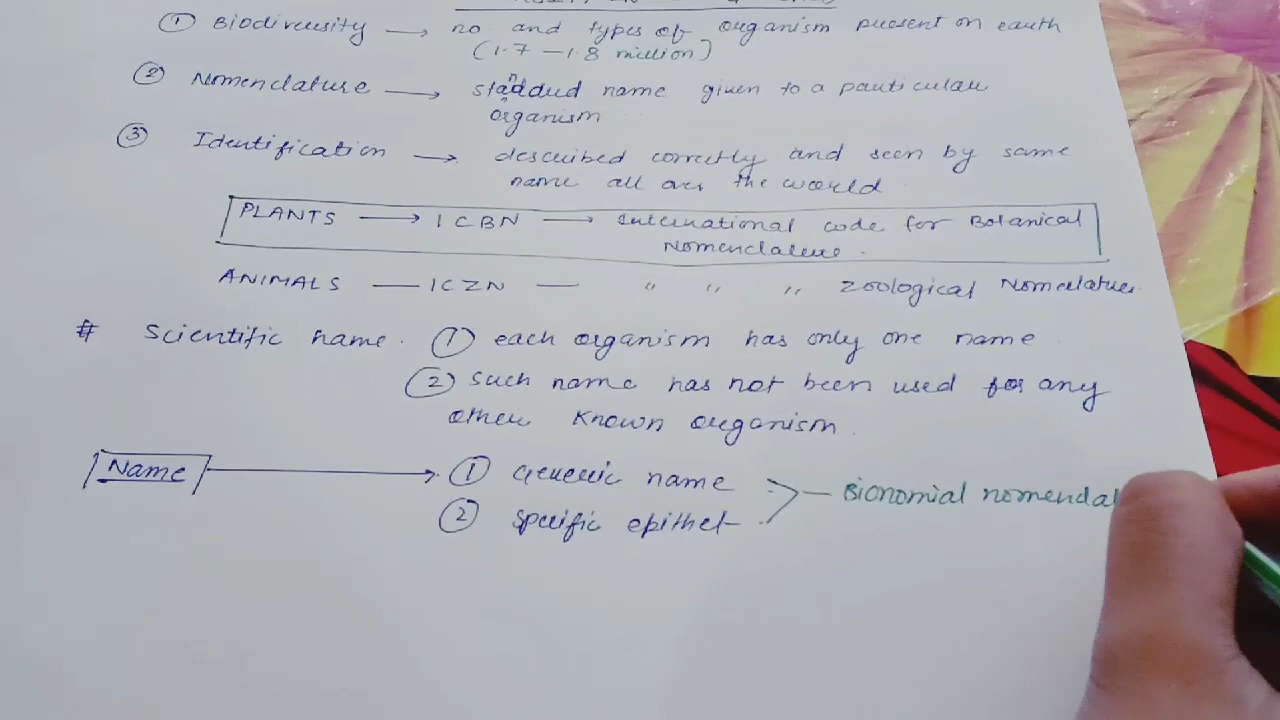 ① Biodiversity → no. and types of organism present on earth
(1.7 — 1.8 million)
② Nomenclature → standdud name given to a particular
organism
③ Identification → described correctly and seen by same
name all over the world
PLANTS → ICBN → International code for Botanical
Nomenclature.
ANIMALS — ICZN — " " " Zoological Nomenclature.
# Scientific name. ① each organism has only one name
② Such name has not been used for any
other known organism.
Name → ① Generic name
② specific epithet
— Bionomial